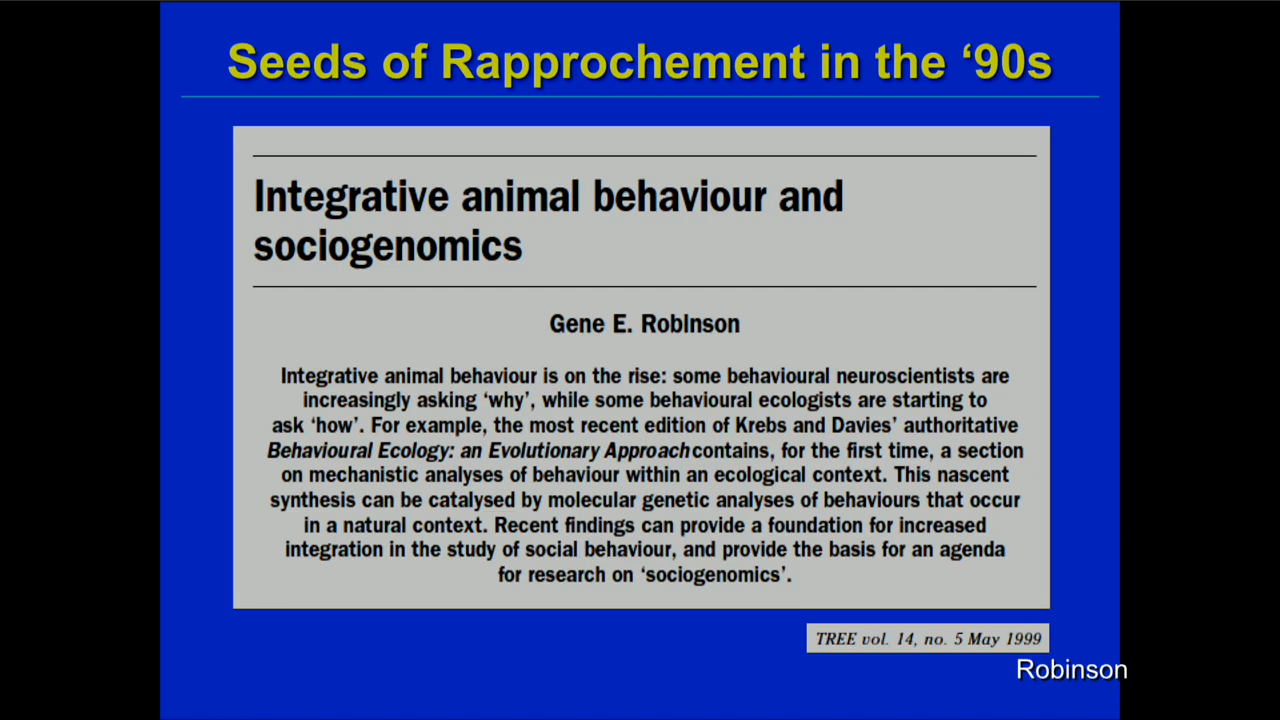 Seeds of Rapprochement in the ‘90s
Integrative animal behaviour and
sociogenomics
Gene E. Robinson
Integrative animal behaviour is on the rise: some behavioural neuroscientists are
increasingly asking ‘why’, while some behavioural ecologists are starting to
ask ‘how’. For example, the most recent edition of Krebs and Davies’ authoritative
Behavioural Ecology: an Evolutionary Approach contains, for the first time, a section
on mechanistic analyses of behaviour within an ecological context. This nascent
synthesis can be catalysed by molecular genetic analyses of behaviours that occur
in a natural context. Recent findings can provide a foundation for increased
integration in the study of social behaviour, and provide the basis for an agenda
for research on ‘sociogenomics’.
TREE vol. 14, no. 5 May 1999
Robinson